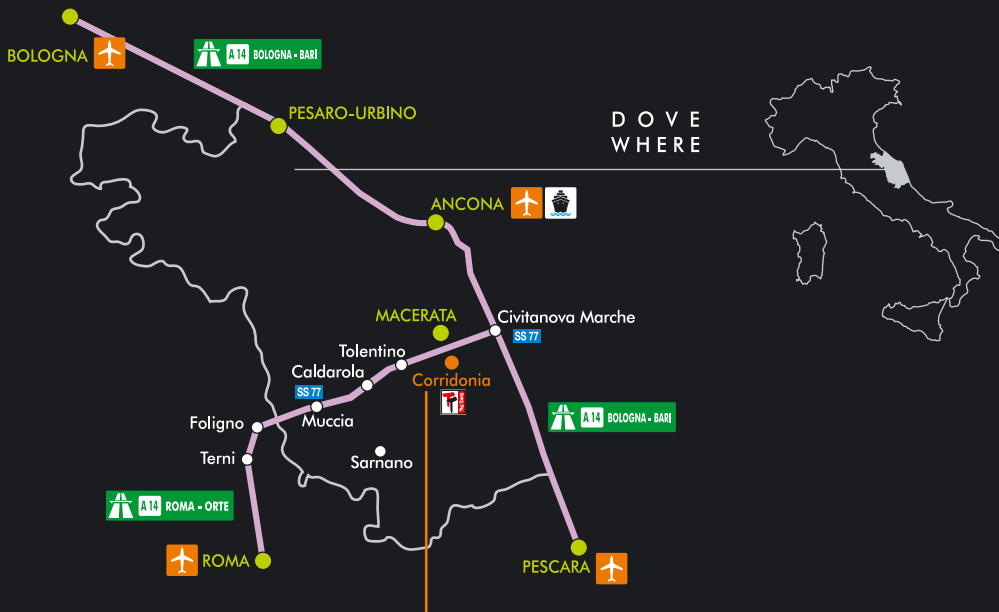 BOLOGNA
A 14 BOLOGNA - BARI
PESARO-URBINO
DOVE
WHERE
ANCONA
MACERATA
Civitanova Marche
SS 77
Tolentino
Caldarola
Corridonia
SS 77
Muccia
Foligno
A 14 BOLOGNA - BARI
Terni
Sarnano
A 14 ROMA - ORTE
ROMA
PESCARA